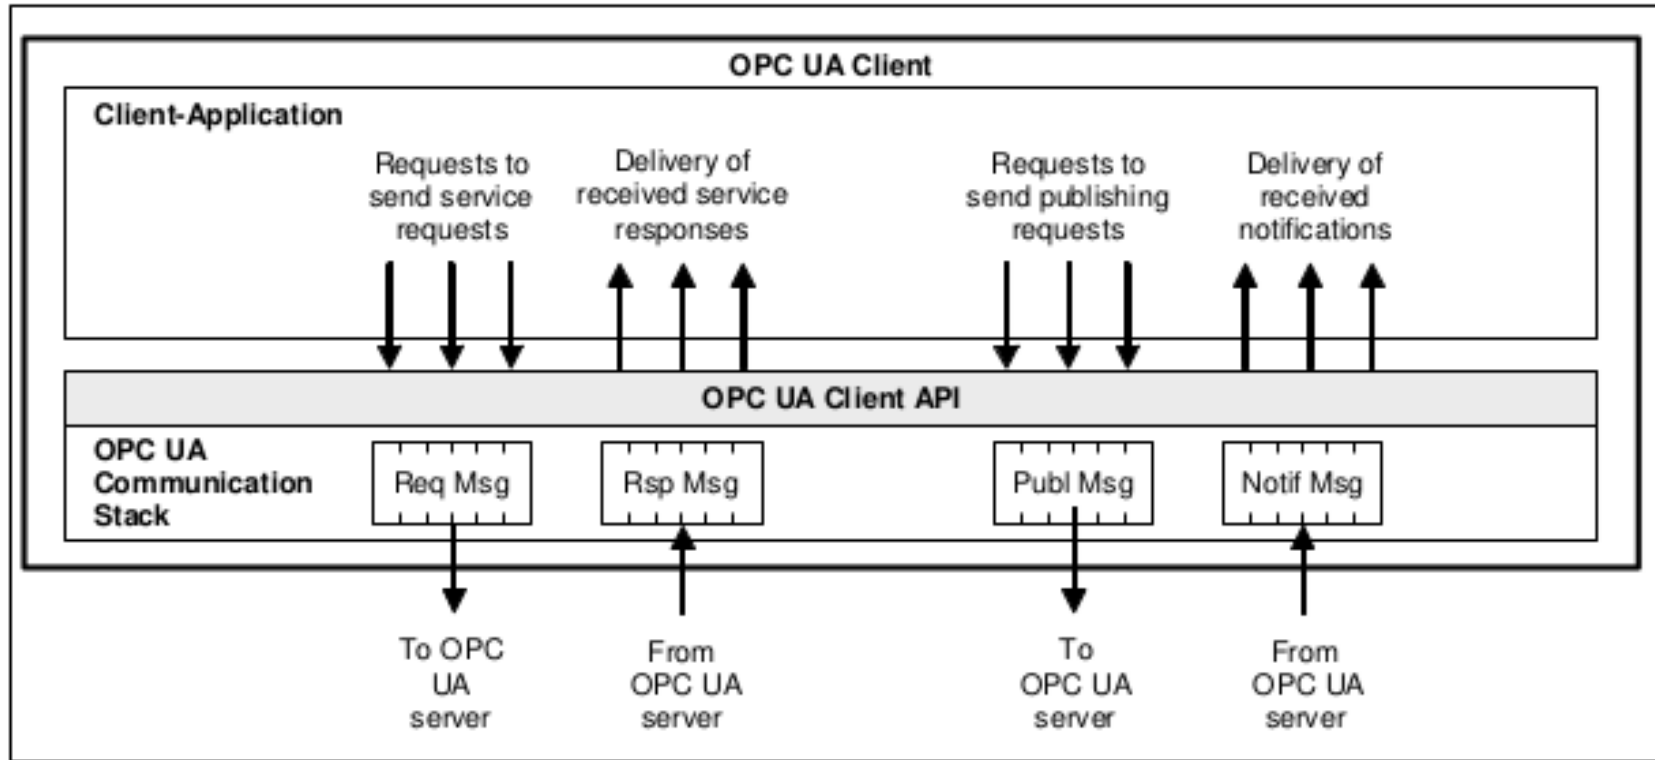 OPC UA Client
Client-Application
Requests to
send service
requests
Delivery of
received service
responses
Requests to
send publishing
requests
Delivery of
received
notifications
OPC UA Client API
OPC UA
Communication
Stack
Req Msg
Rsp Msg
Publ Msg
Notif Msg
To OPC
UA
server
From
OPC UA
server
To
OPC UA
server
From
OPC UA
server